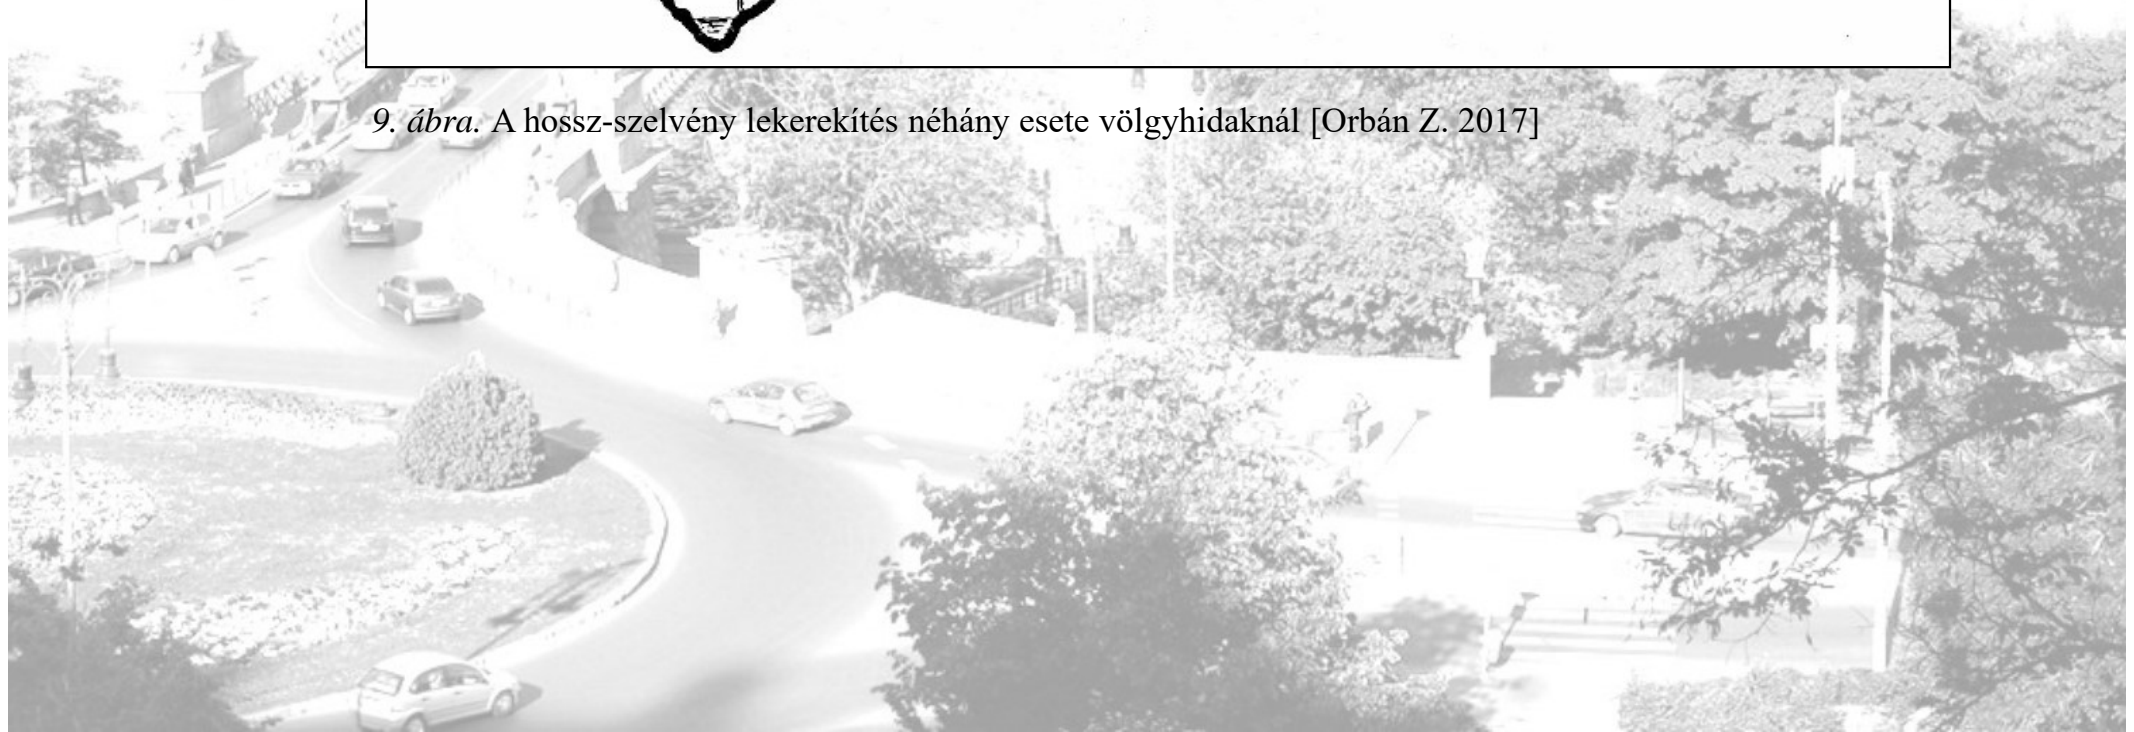 9. ábra. A hossz-szelvény lekerekítés néhány esete völgyhidaknál [Orbán Z. 2017]